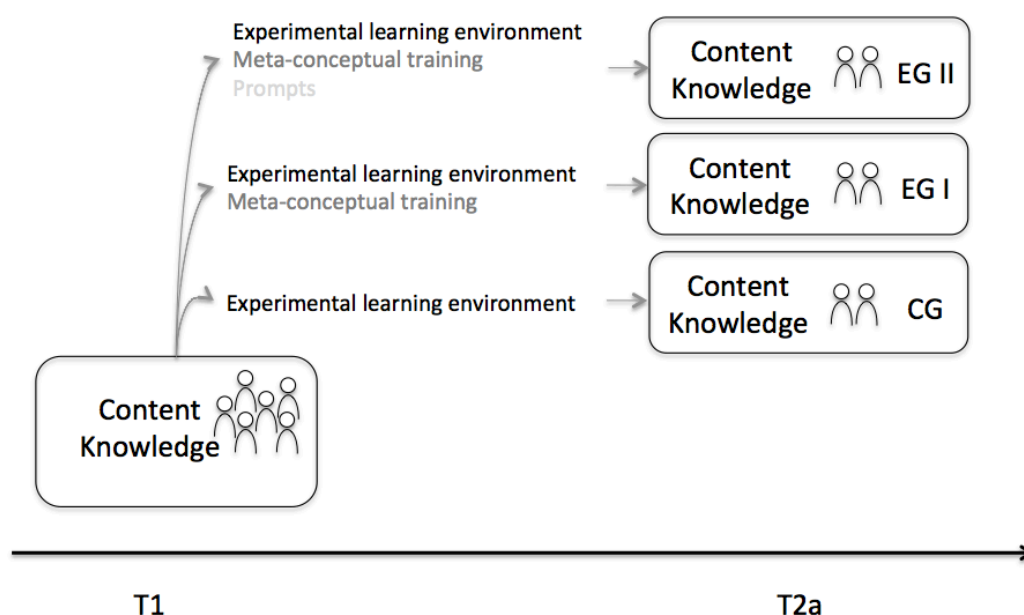 Experimental learning environment
Meta-conceptual training
Prompts
Content
Knowledge
EG II
Experimental learning environment
Meta-conceptual training
Content
Knowledge
EG I
Experimental learning environment
Content
Knowledge
CG
Content
Knowledge
T1
T2a